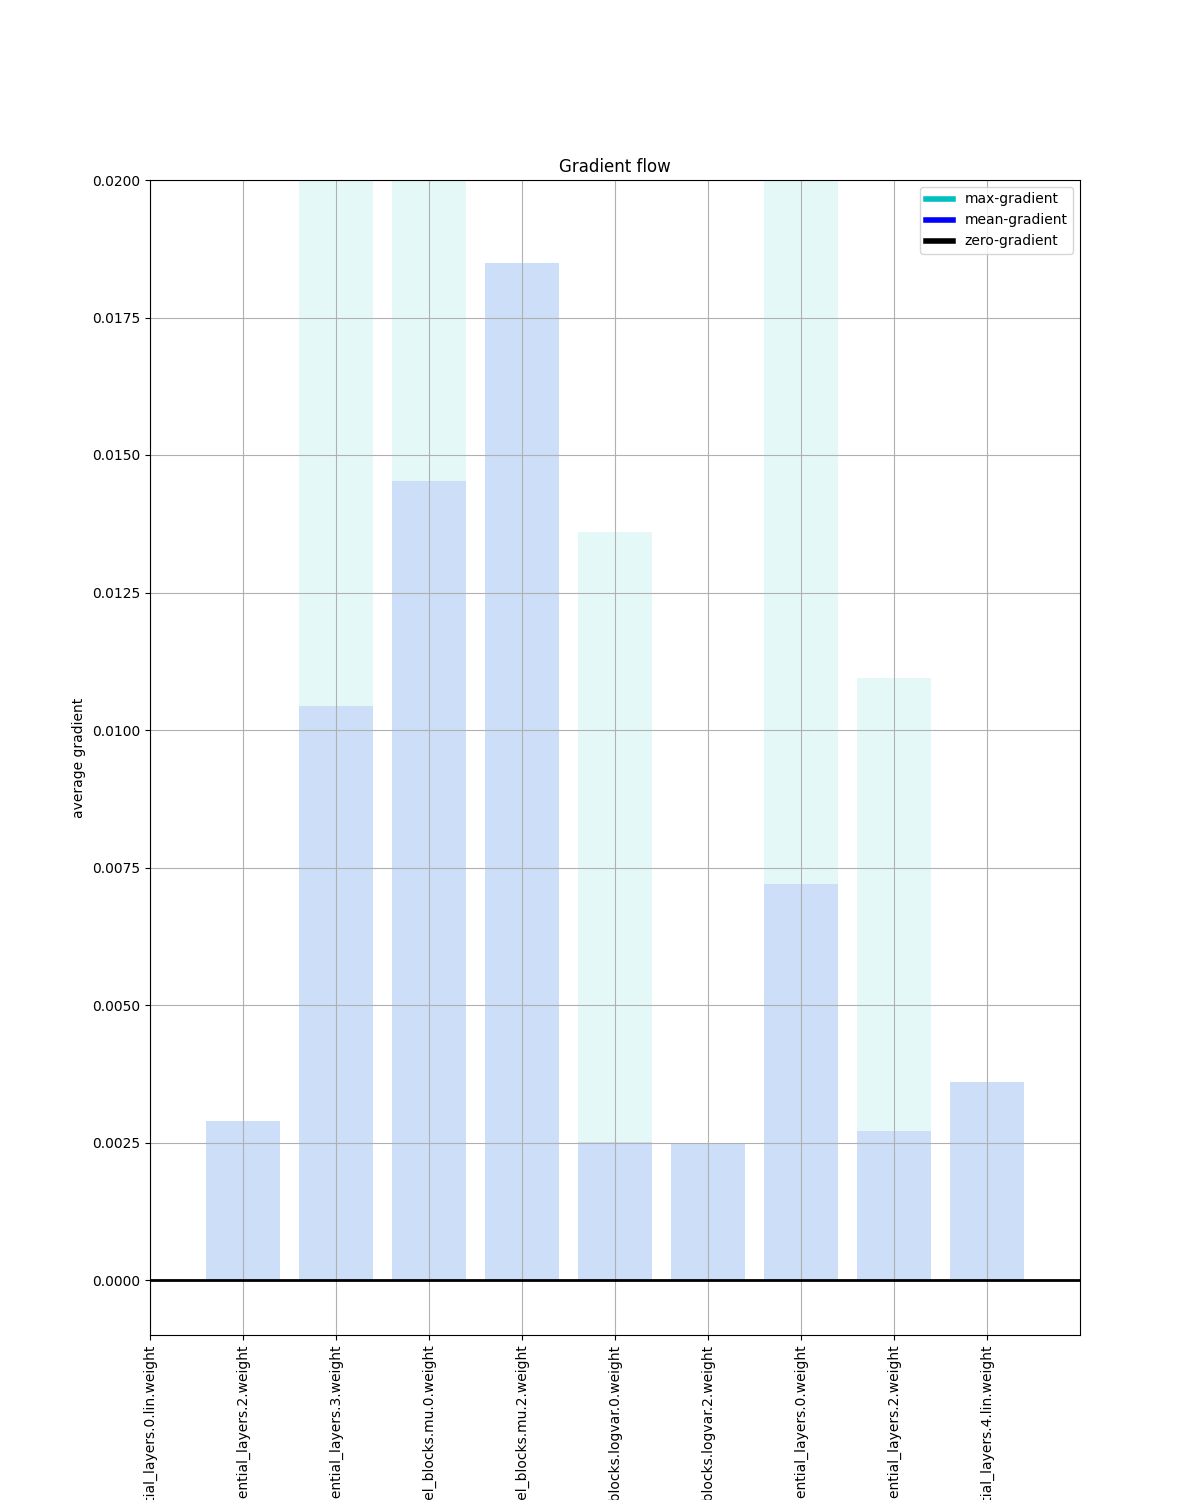 Gradient flow
max-gradient
mean-gradient
zero-gradient
0.0200
0.0175
0.0150
0.0125
0.0100
0.0075
0.0050
0.0025
0.0000
average gradient
tial_layers.0.lin.weight
ential_layers.2.weight
ential_layers.3.weight
el_blocks.mu.0.weight
el_blocks.mu.2.weight
blocks.logvar.0.weight
blocks.logvar.2.weight
ential_layers.0.weight
ential_layers.2.weight
tial_layers.4.lin.weight